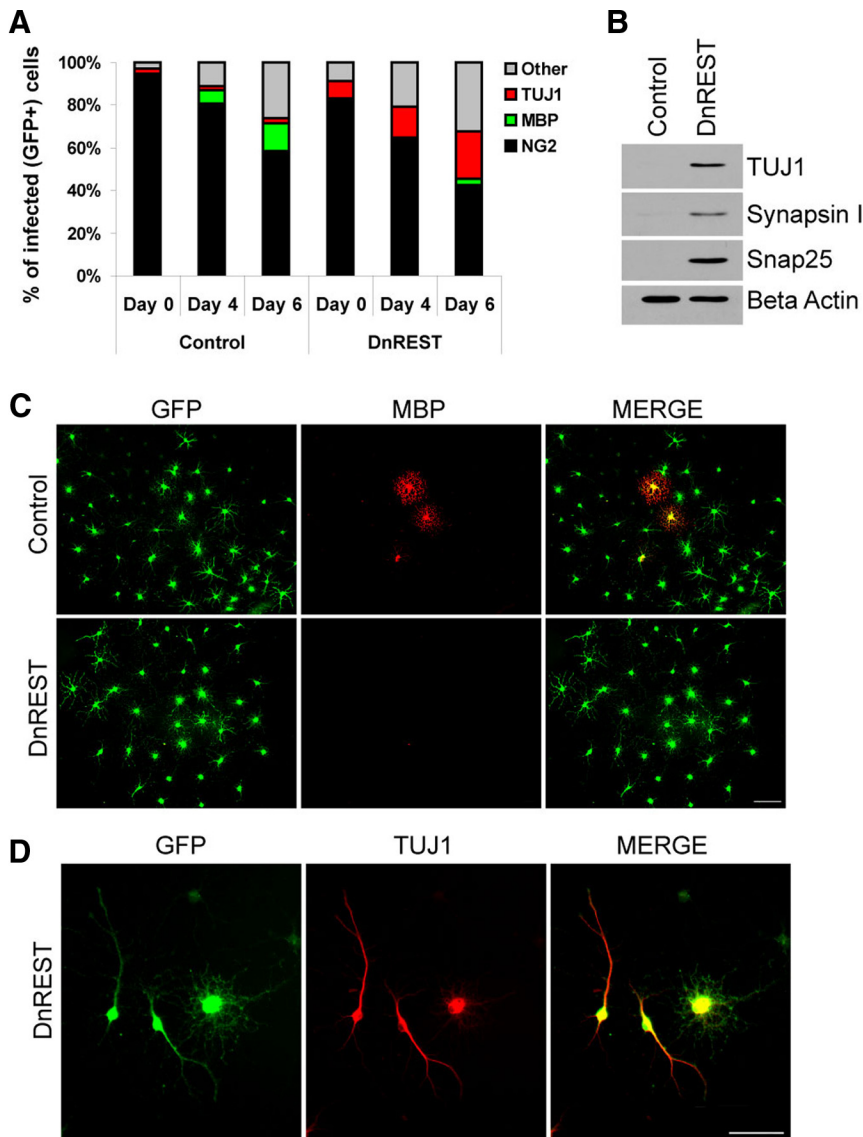 A
% of infected (GFP+) cells
100%
80%
60%
40%
20%
0%
Day 0
Day 4
Day 6
Day 0
Day 4
Day 6
Control
DnREST
Other
TUJ1
MBP
NG2
B
Control
DnREST
TUJ1
Synapsin I
Snap25
Beta Actin
C
GFP
MBP
MERGE
Control
DnREST
D
GFP
TUJ1
MERGE
DnREST